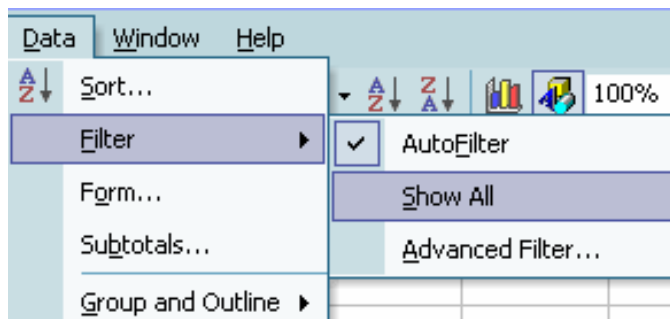 Data Window Help
Sort...
100%
Filter
AutoFilter
Form...
Show All
Subtotals...
Advanced Filter...
Group and Outline